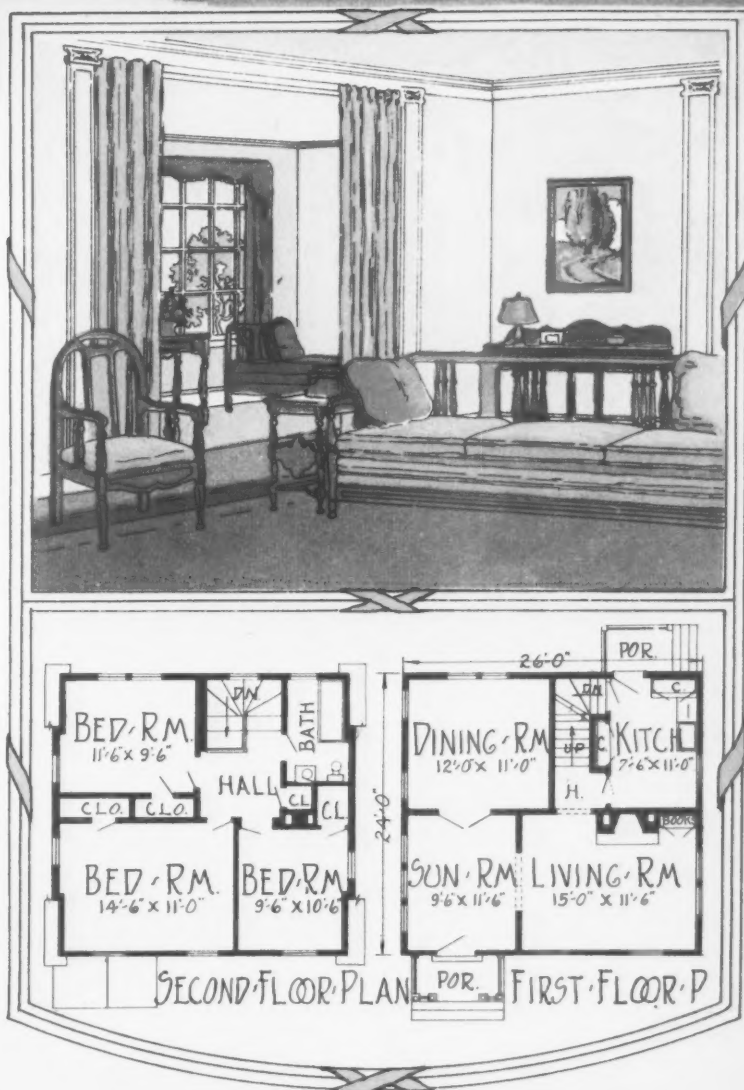 BED-RM.
11'-6" X 9'-6"
DN.
BATH
HALL
CLO.
CLO.
CL.
CL.
BED-RM.
14'-6" X 11'-0"
BED-RM
9'-6" X 10'-6"
SECOND-FLOOR-PLAN
26'-0"
24'-0"
POR.
DINING-RM
12'-0" X 11'-0"
DN
UP
H.
C.
C.
KITCH
7'-6" X 11'-0"
I
SUN-RM
9'-6" X 11'-6"
LIVING-RM
15'-0" X 11'-6"
BOOKS
POR.
FIRST-FLOOR-P